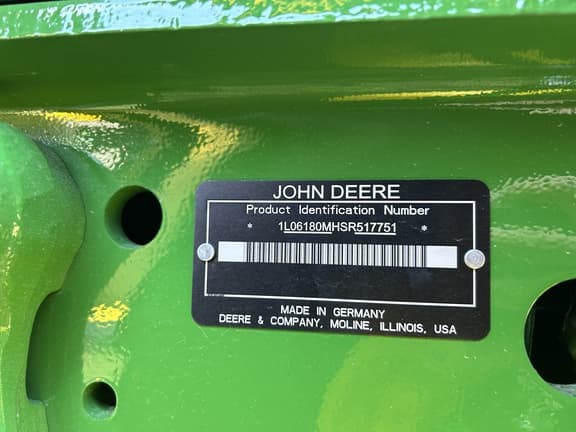 JOHN DEERE
Product Identification Number
* 1L06180MHSR517751 *
MADE IN GERMANY
DEERE & COMPANY, MOLINE, ILLINOIS, USA